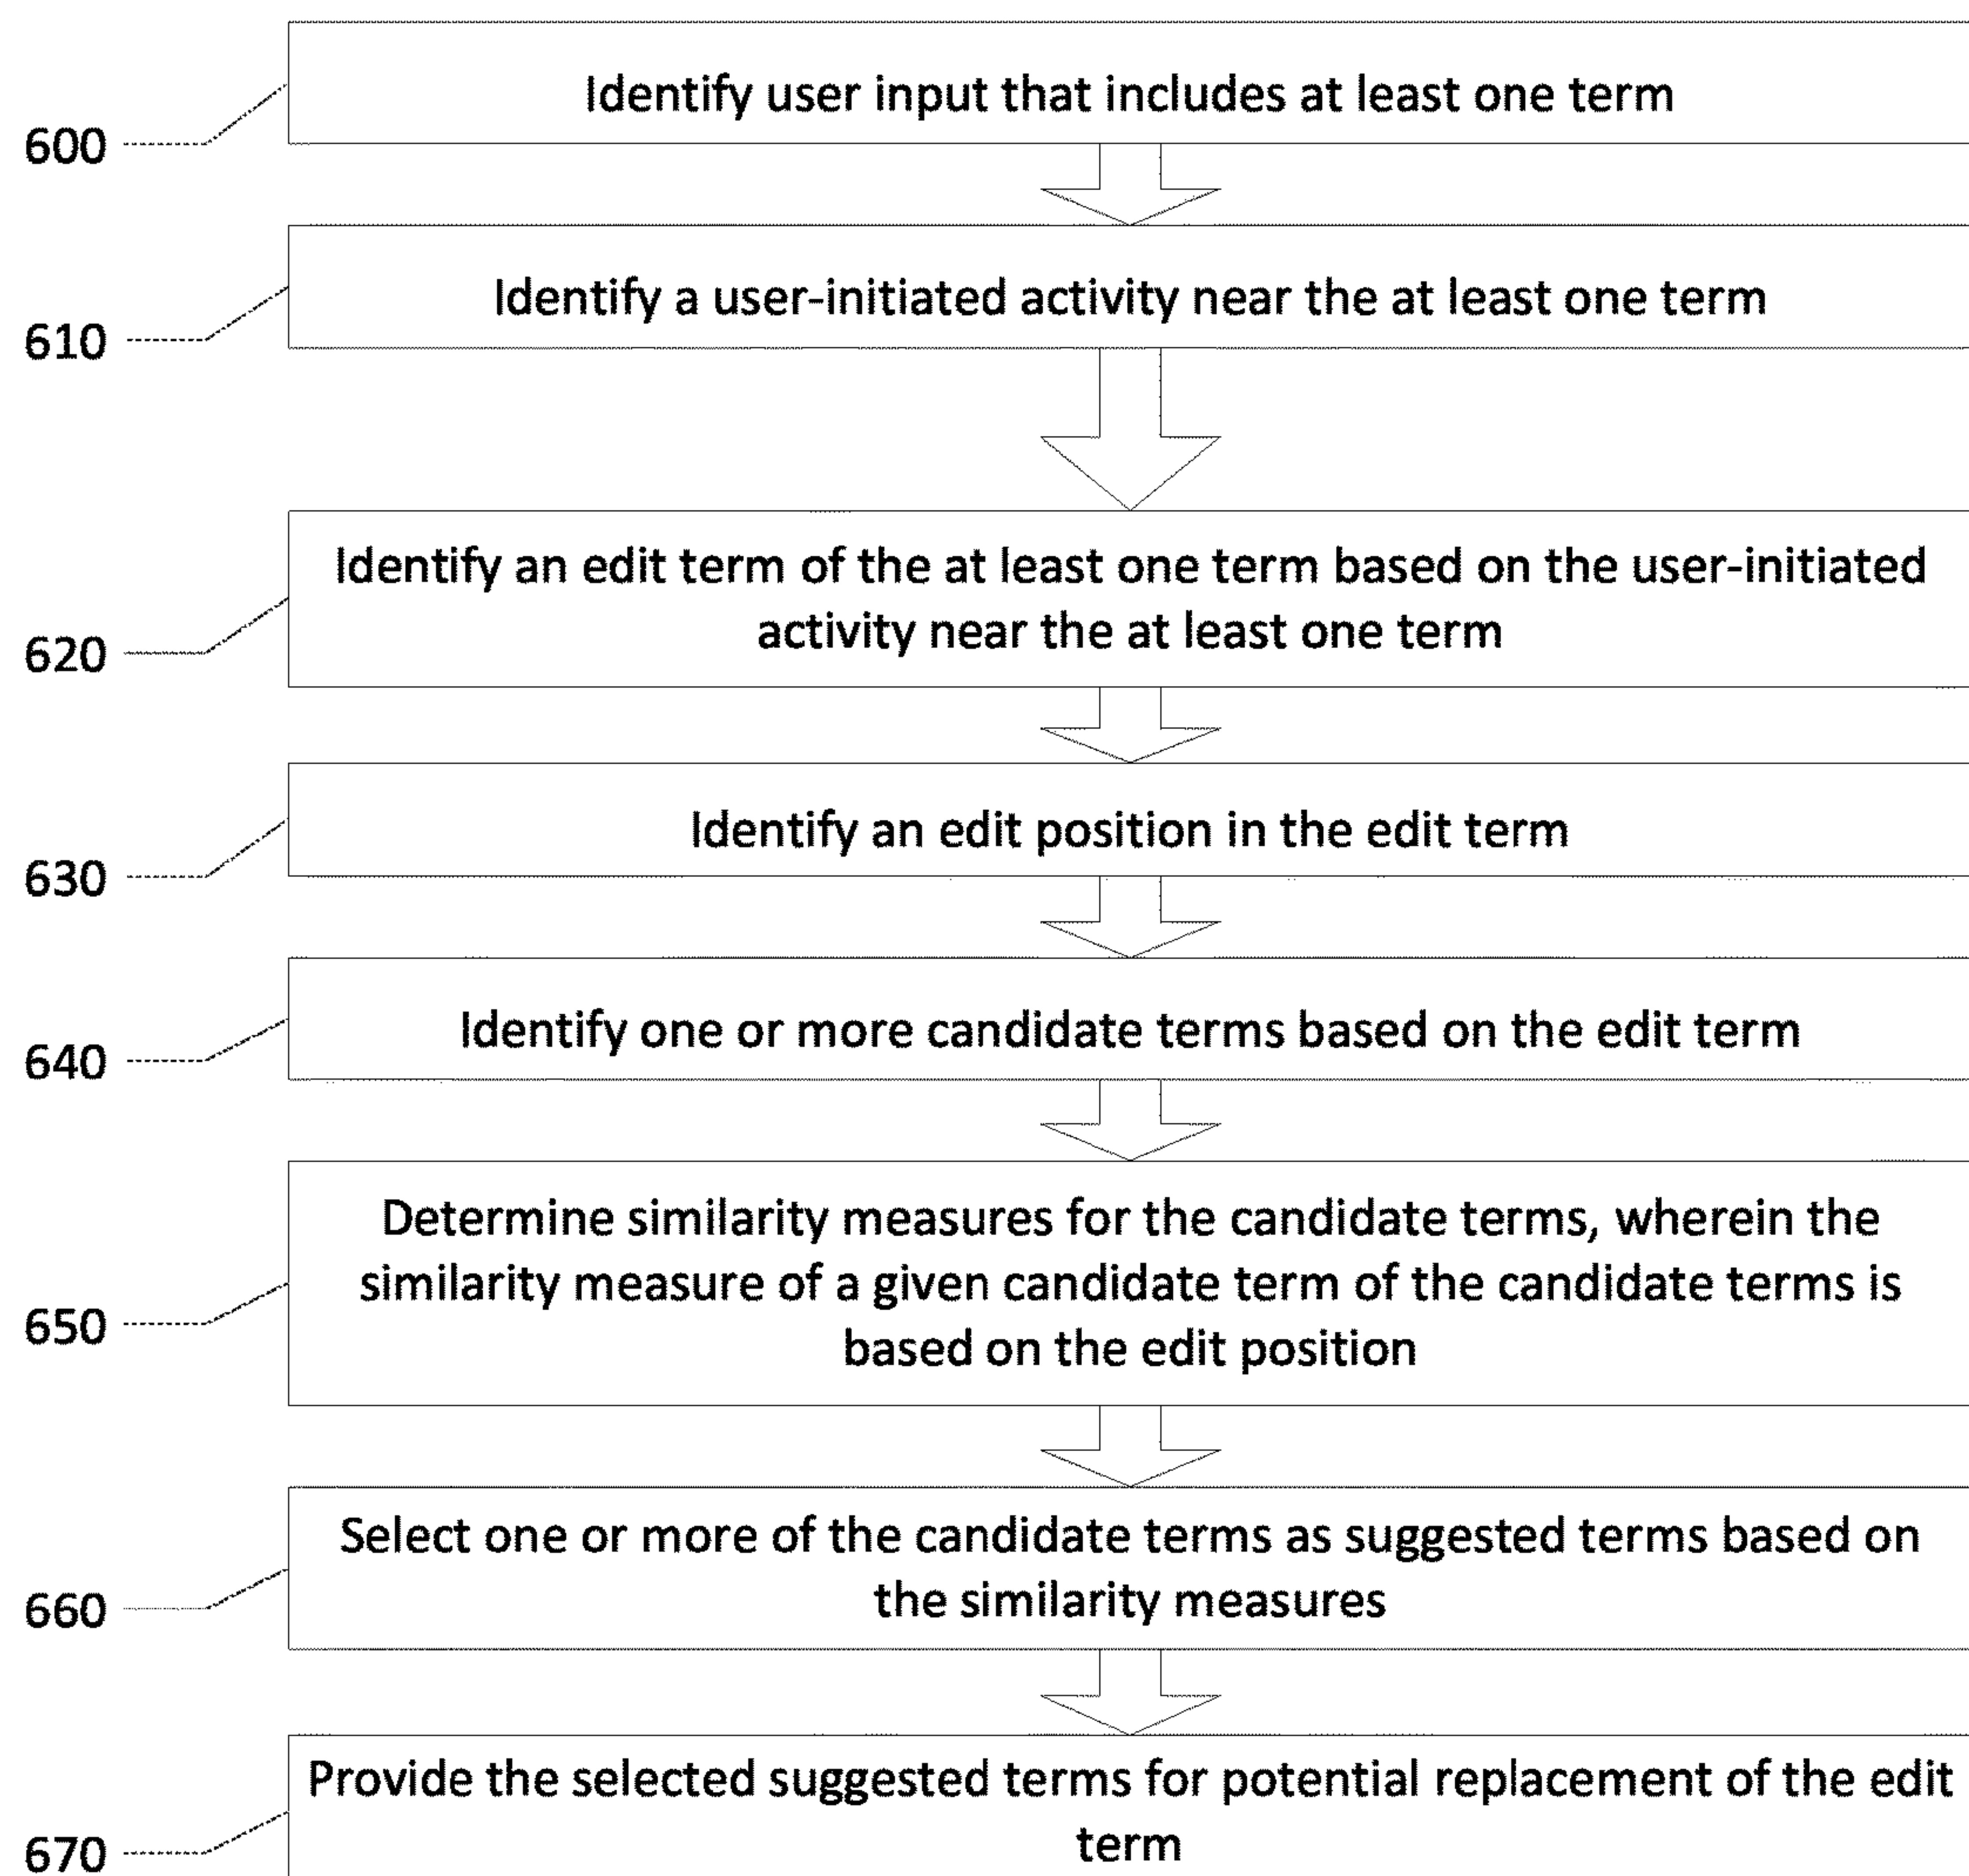 Identify user input that includes at least one term
600
Identify a user-initiated activity near the at least one term
610
Identify an edit term of the at least one term based on the user-initiated
activity near the at least one term
620
Identify an edit position in the edit term
630
Identify one or more candidate terms based on the edit term
640
Determine similarity measures for the candidate terms, wherein the
similarity measure of a given candidate term of the candidate terms is
based on the edit position
650
Select one or more of the candidate terms as suggested terms based on
the similarity measures
660
Provide the selected suggested terms for potential replacement of the edit
term
670